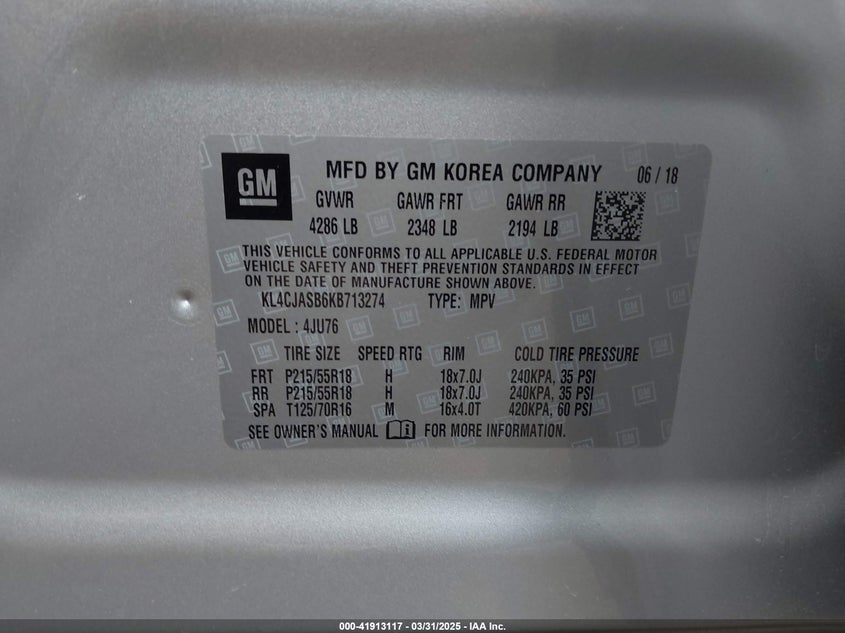 GM
MFD BY GM KOREA COMPANY 06 / 18
GVWR GAWR FRT GAWR RR
4286 LB 2348 LB 2194 LB
THIS VEHICLE CONFORMS TO ALL APPLICABLE U.S. FEDERAL MOTOR
VEHICLE SAFETY AND THEFT PREVENTION STANDARDS IN EFFECT
ON THE DATE OF MANUFACTURE SHOWN ABOVE.
KL4CJASB6KB713274 TYPE: MPV
MODEL : 4JU76
TIRE SIZE SPEED RTG RIM COLD TIRE PRESSURE
FRT P215/55R18 H 18x7.0J 240KPA, 35 PSI
RR P215/55R18 H 18x7.0J 240KPA, 35 PSI
SPA T125/70R16 M 16x4.0T 420KPA, 60 PSI
SEE OWNER'S MANUAL FOR MORE INFORMATION.
000-41913117 - 03/31/2025 - IAA Inc.